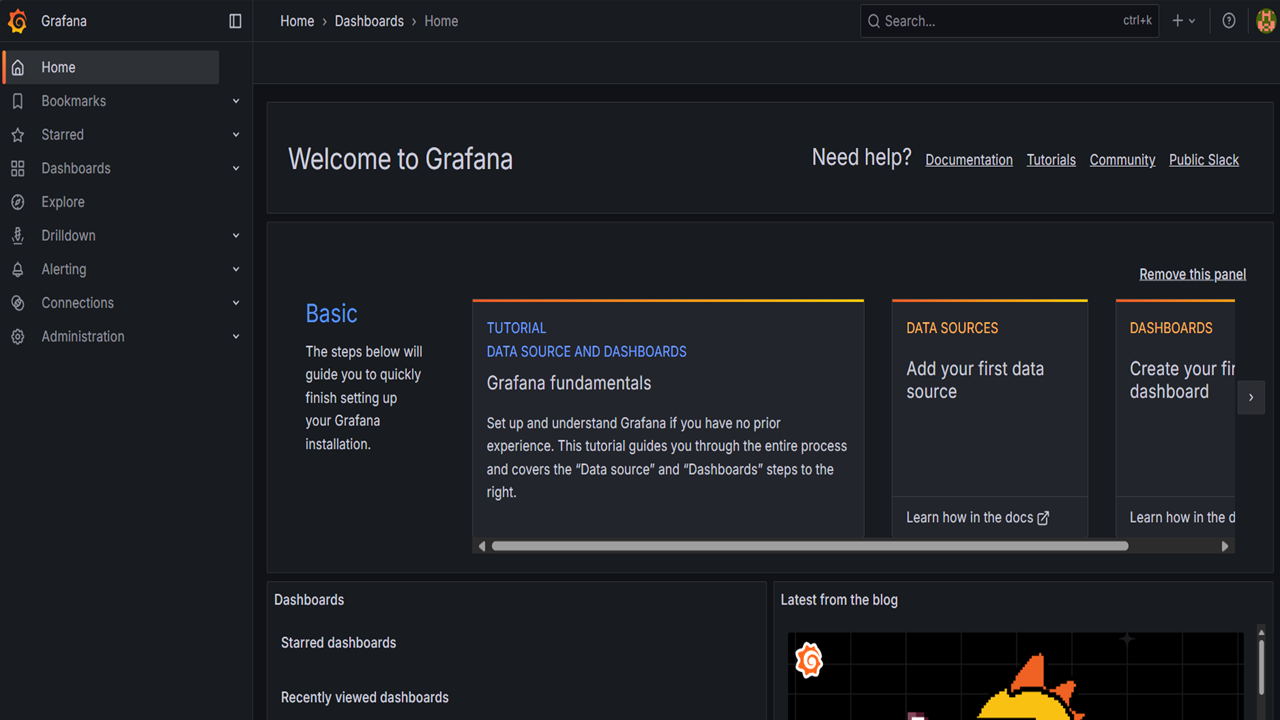 Grafana
Home › Dashboards › Home
Search...
ctrl+k
Home
Bookmarks
Starred
Dashboards
Explore
Drilldown
Alerting
Connections
Administration
Welcome to Grafana
Need help?
Documentation
Tutorials
Community
Public Slack
Remove this panel
Basic
The steps below will
guide you to quickly
finish setting up
your Grafana
installation.
TUTORIAL
DATA SOURCE AND DASHBOARDS
Grafana fundamentals
Set up and understand Grafana if you have no prior
experience. This tutorial guides you through the entire process
and covers the “Data source” and “Dashboards” steps to the
right.
DATA SOURCES
Add your first data
source
Learn how in the docs
DASHBOARDS
Create your fir
dashboard
Learn how in the d
Dashboards
Starred dashboards
Recently viewed dashboards
Latest from the blog